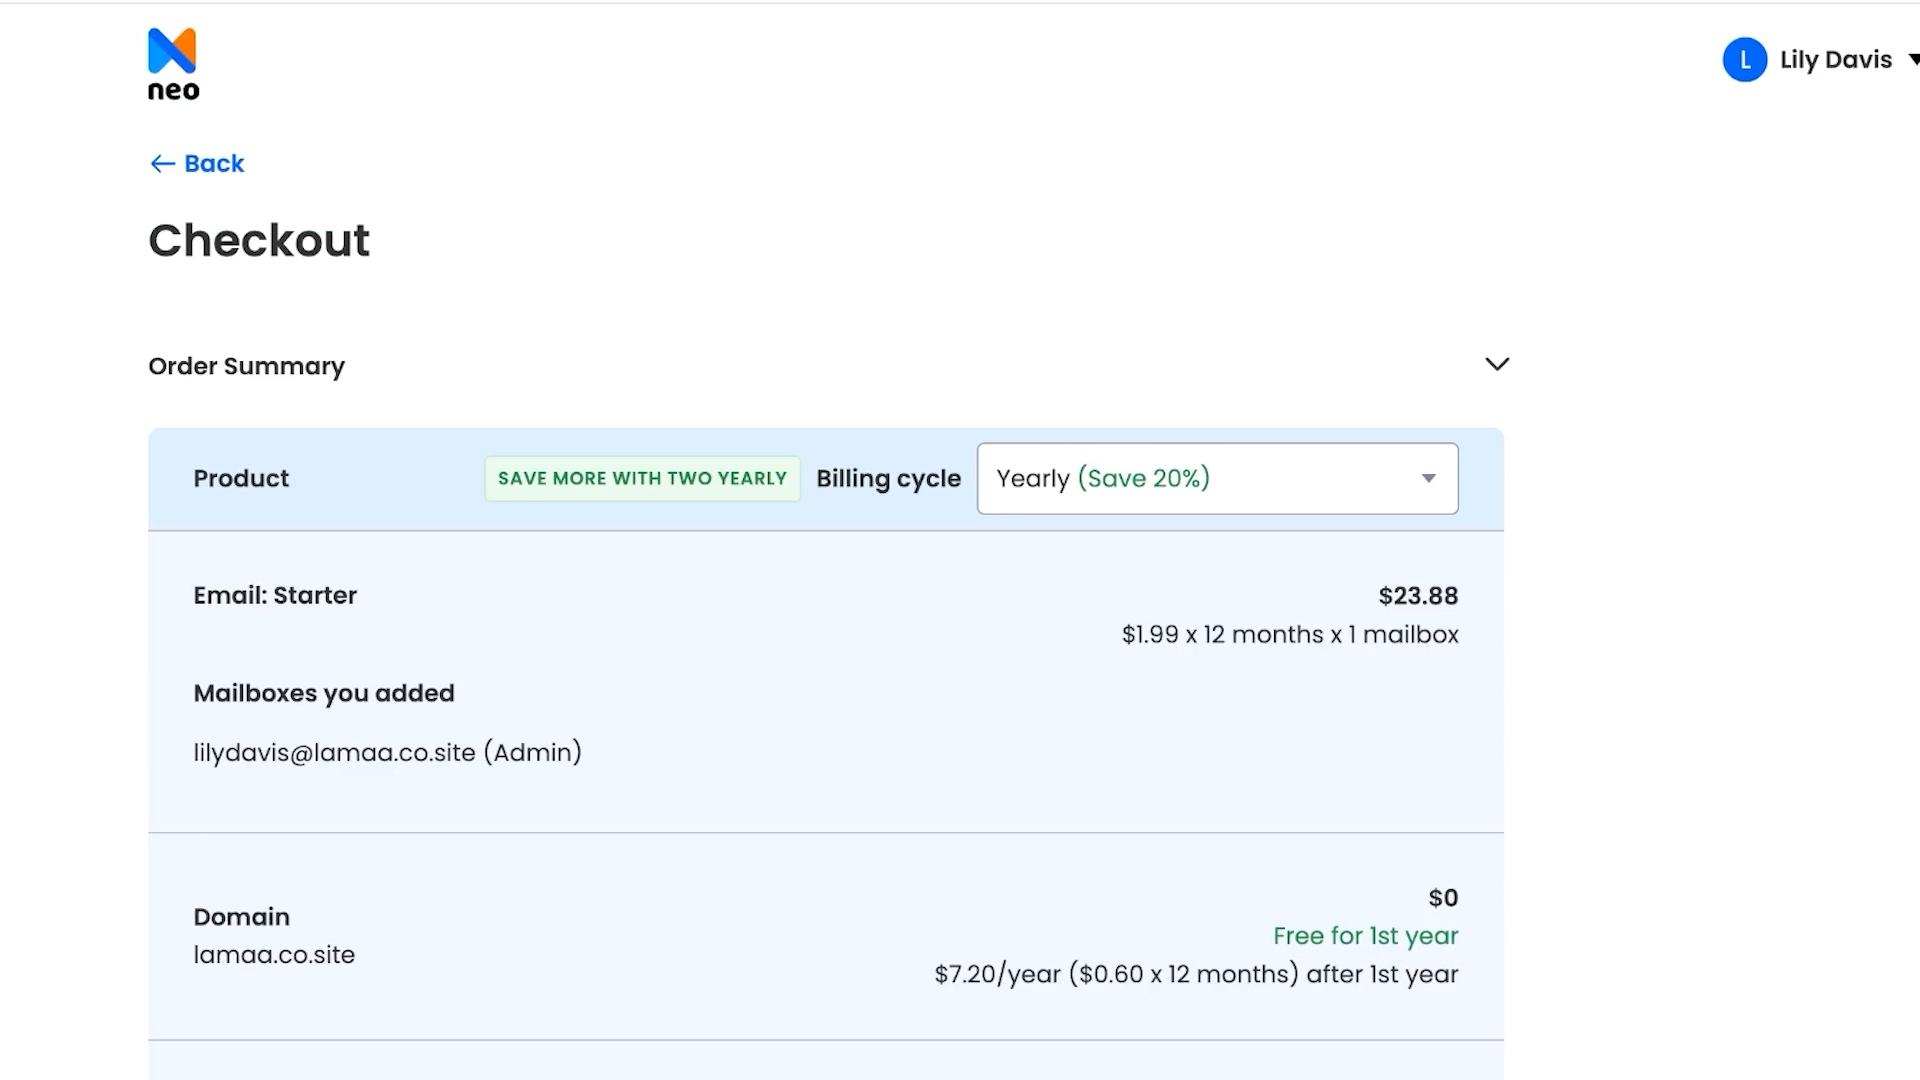 neo
L Lily Davis
← Back
Checkout
Order Summary
Product SAVE MORE WITH TWO YEARLY Billing cycle Yearly (Save 20%)
Email: Starter $23.88
$1.99 x 12 months x 1 mailbox
Mailboxes you added
lilydavis@lamaa.co.site (Admin)
$0
Domain
Free for 1st year
lamaa.co.site
$7.20/year ($0.60 x 12 months) after 1st year